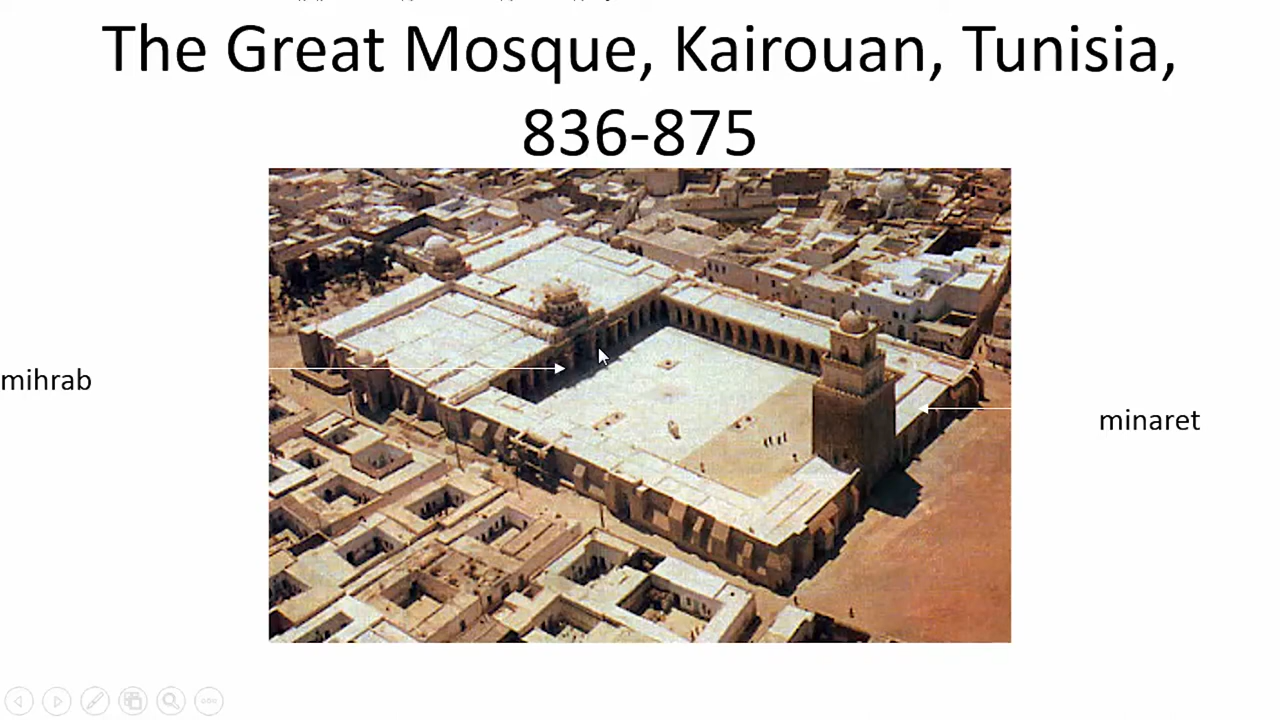 The Great Mosque, Kairouan, Tunisia,
836-875
mihrab
minaret